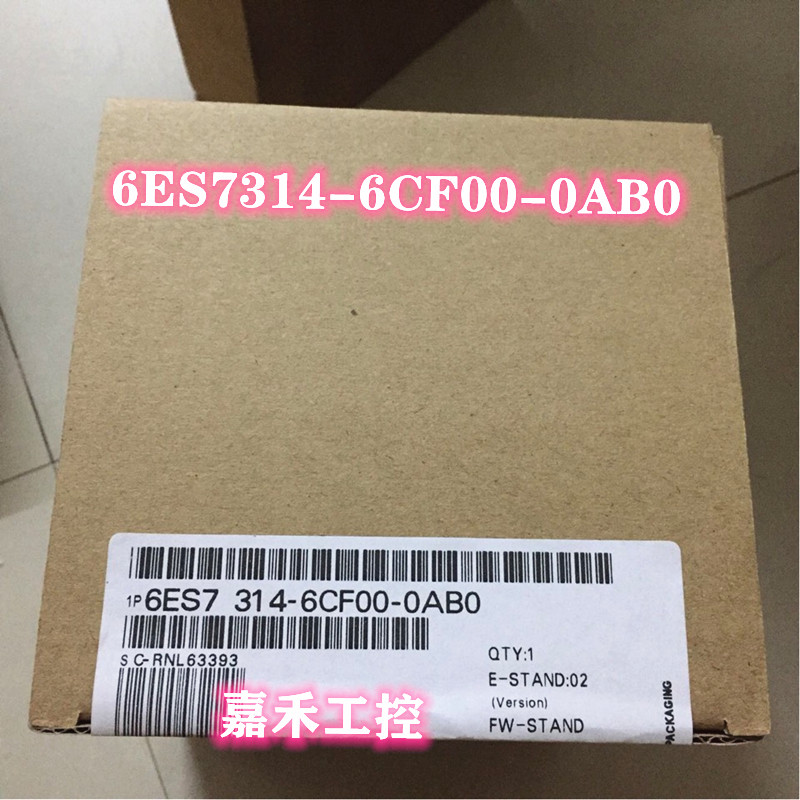 6ES7314-6CF00-0AB0
1P 6ES7 314-6CF00-0AB0
S C-RNL63393
QTY:1
E-STAND:02
(Version)
FW-STAND
PACKAGING
嘉禾工控